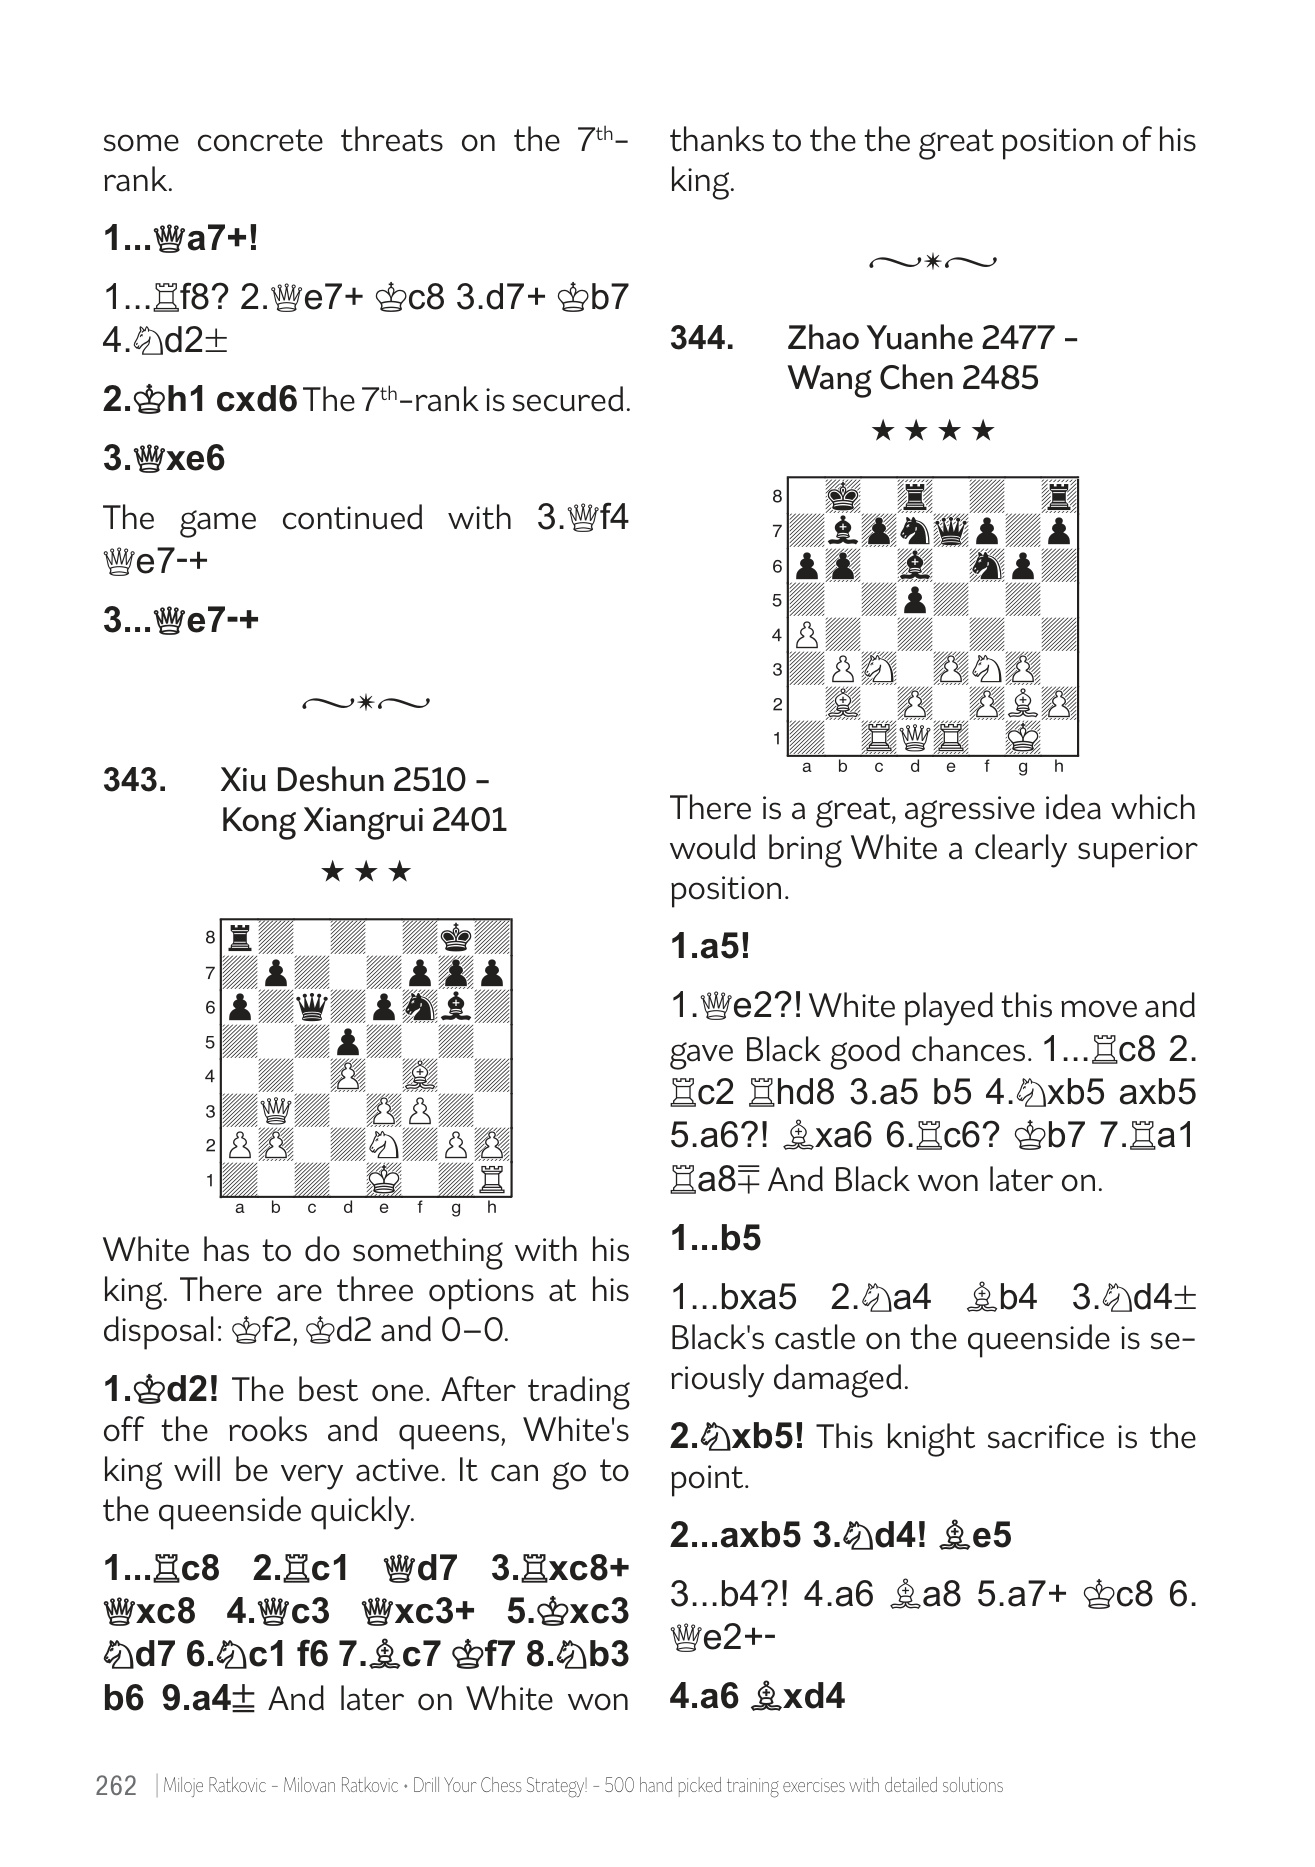 some concrete threats on the 7th-
rank.
1...♕a7+!
1...♖f8? 2.♕e7+ ♔c8 3.d7+ ♔b7
4.♘d2±
2.♔h1 cxd6 The 7th-rank is secured.
3.♕xe6
The game continued with 3.♕f4
♕e7-+
3...♕e7-+
343. Xiu Deshun 2510 -
Kong Xiangrui 2401
★ ★ ★
8
7
6
5
4
3
2
1
a b c d e f g h
White has to do something with his
king. There are three options at his
disposal: ♔f2, ♔d2 and 0-0.
1.♔d2! The best one. After trading
off the rooks and queens, White's
king will be very active. It can go to
the queenside quickly.
1...♖c8 2.♖c1 ♕d7 3.♖xc8+
♕xc8 4.♕c3 ♕xc3+ 5.♔xc3
♘d7 6.♘c1 f6 7.♗c7 ♔f7 8.♘b3
b6 9.a4⩲ And later on White won
thanks to the the great position of his
king.
344. Zhao Yuanhe 2477 -
Wang Chen 2485
★ ★ ★ ★
8
7
6
5
4
3
2
1
a b c d e f g h
There is a great, agressive idea which
would bring White a clearly superior
position.
1.a5!
1.♕e2?! White played this move and
gave Black good chances. 1...♖c8 2.
♖c2 ♖hd8 3.a5 b5 4.♘xb5 axb5
5.a6?! ♗xa6 6.♖c6? ♔b7 7.♖a1
♖a8⩱ And Black won later on.
1...b5
1...bxa5 2.♘a4 ♗b4 3.♘d4±
Black's castle on the queenside is se-
riously damaged.
2.♘xb5! This knight sacrifice is the
point.
2...axb5 3.♘d4! ♗e5
3...b4?! 4.a6 ♗a8 5.a7+ ♔c8 6.
♕e2+-
4.a6 ♗xd4
262 | Miloje Ratkovic - Milovan Ratkovic • Drill Your Chess Strategy! - 500 hand picked training exercises with detailed solutions